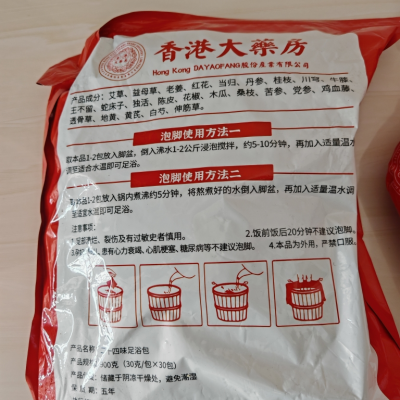 香港大藥房
Hong Kong DAYAOFANG股份產業有限公司
产品成分：艾草、益母草、老姜、红花、当归、丹参、桂枝、川芎、牛膝、
王不留、蛇床子、独活、陈皮、花椒、木瓜、桑枝、苦参、党参、鸡血藤、
透骨草、地黄、黄芪、白芍、伸筋草。
泡脚使用方法一
取本品1-2包放入脚盆，倒入沸水1-2公斤浸泡搅拌，约5-10分钟，再加入适量温水
调至适合水温即可足浴。
泡脚使用方法二
本品1-2包放入锅内煮沸约5分钟，将熬煮好的水倒入脚盆，再加入适量温水调
至适宜水温即可足浴。
注意事项：
裂伤及有过敏史者慎用。
2.饭前饭后20分钟不建议泡脚。
患有心力衰竭、心肌梗塞、糖尿病等不建议泡脚。
4.本品为外用，严禁口服。
产品名称：二十四味足浴包
产品规格：900克（30克/包×30包）
储藏于阴凉干燥处，避免潮湿
保质期：五年